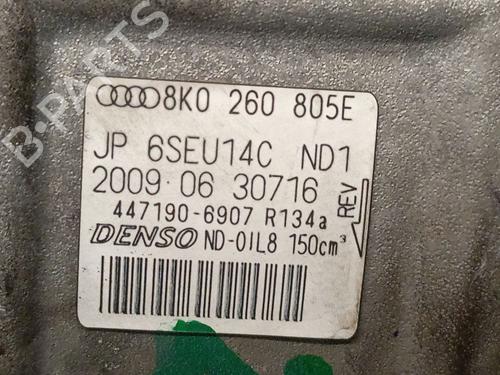 8K0 260 805E
JP 6SEU14C ND1
2009 06 30716
447190-6907 R134a
REV
DENSO ND-OIL8 150cm³
B-PARTS